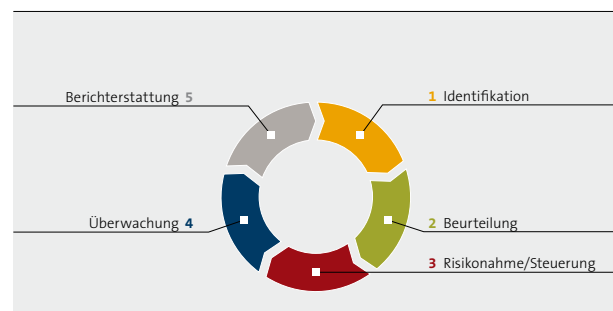 Berichterstattung 5
1 Identifikation
Überwachung 4
2 Beurteilung
3 Risikonahme/Steuerung